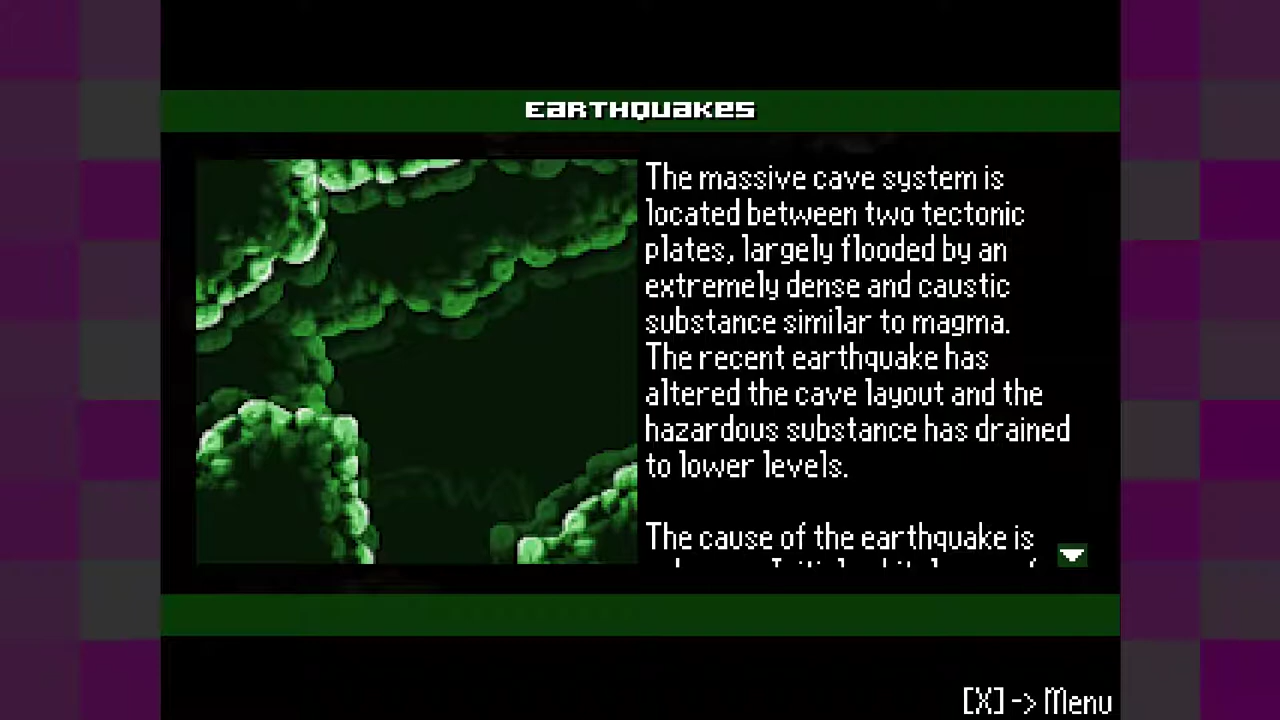 EARTHQUAKES
The massive cave system is
located between two tectonic
plates, largely flooded by an
extremely dense and caustic
substance similar to magma.
The recent earthquake has
altered the cave layout and the
hazardous substance has drained
to lower levels.
The cause of the earthquake is
[X] -> Menu